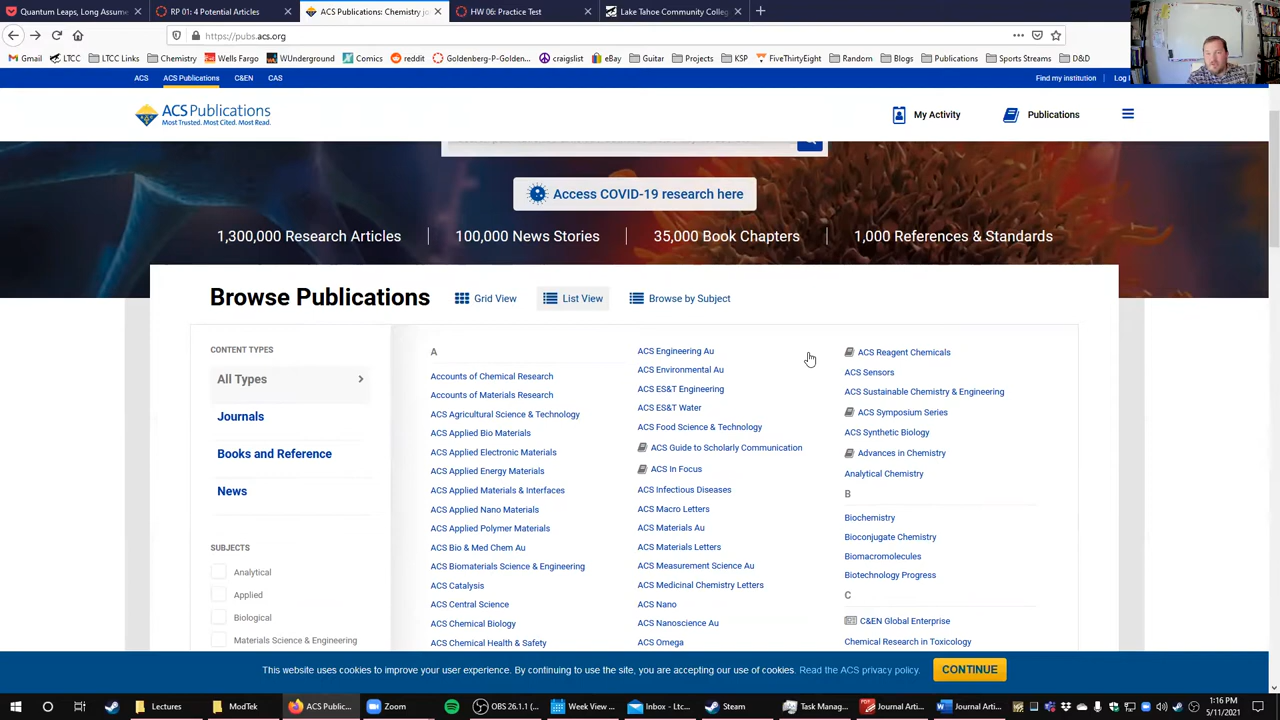 Quantum Leaps, Long Assume
RP 01: 4 Potential Articles
ACS Publications: Chemistry jo
HW 06: Practice Test
Lake Tahoe Community Colleg
https://pubs.acs.org
Gmail
LTCC
LTCC Links
Chemistry
Wells Fargo
WUnderground
Comics
reddit
Goldenberg-P-Golden...
craigslist
eBay
Guitar
Projects
KSP
FiveThirtyEight
Random
Blogs
Publications
Sports Streams
D&D
ACS
ACS Publications
C&EN
CAS
Find my institution
Log
ACS Publications
Most Trusted. Most Cited. Most Read.
My Activity
Publications
Access COVID-19 research here
1,300,000 Research Articles
100,000 News Stories
35,000 Book Chapters
1,000 References & Standards
Browse Publications
Grid View
List View
Browse by Subject
CONTENT TYPES
All Types
Journals
Books and Reference
News
SUBJECTS
Analytical
Applied
Biological
Materials Science & Engineering
A
Accounts of Chemical Research
Accounts of Materials Research
ACS Agricultural Science & Technology
ACS Applied Bio Materials
ACS Applied Electronic Materials
ACS Applied Energy Materials
ACS Applied Materials & Interfaces
ACS Applied Nano Materials
ACS Applied Polymer Materials
ACS Bio & Med Chem Au
ACS Biomaterials Science & Engineering
ACS Catalysis
ACS Central Science
ACS Chemical Biology
ACS Chemical Health & Safety
ACS Engineering Au
ACS Environmental Au
ACS ES&T Engineering
ACS ES&T Water
ACS Food Science & Technology
ACS Guide to Scholarly Communication
ACS In Focus
ACS Infectious Diseases
ACS Macro Letters
ACS Materials Au
ACS Materials Letters
ACS Measurement Science Au
ACS Medicinal Chemistry Letters
ACS Nano
ACS Nanoscience Au
ACS Omega
ACS Reagent Chemicals
ACS Sensors
ACS Sustainable Chemistry & Engineering
ACS Symposium Series
ACS Synthetic Biology
Advances in Chemistry
Analytical Chemistry
B
Biochemistry
Bioconjugate Chemistry
Biomacromolecules
Biotechnology Progress
C
C&EN Global Enterprise
Chemical Research in Toxicology
This website uses cookies to improve your user experience. By continuing to use the site, you are accepting our use of cookies. Read the ACS privacy policy.
CONTINUE
Lectures
ModTek
ACS Public...
Zoom
OBS 26.1.1 (...
Week View ...
Inbox - Ltc...
Steam
Task Manag...
Journal Arti...
Journal Arti...
1:16 PM
5/11/2021